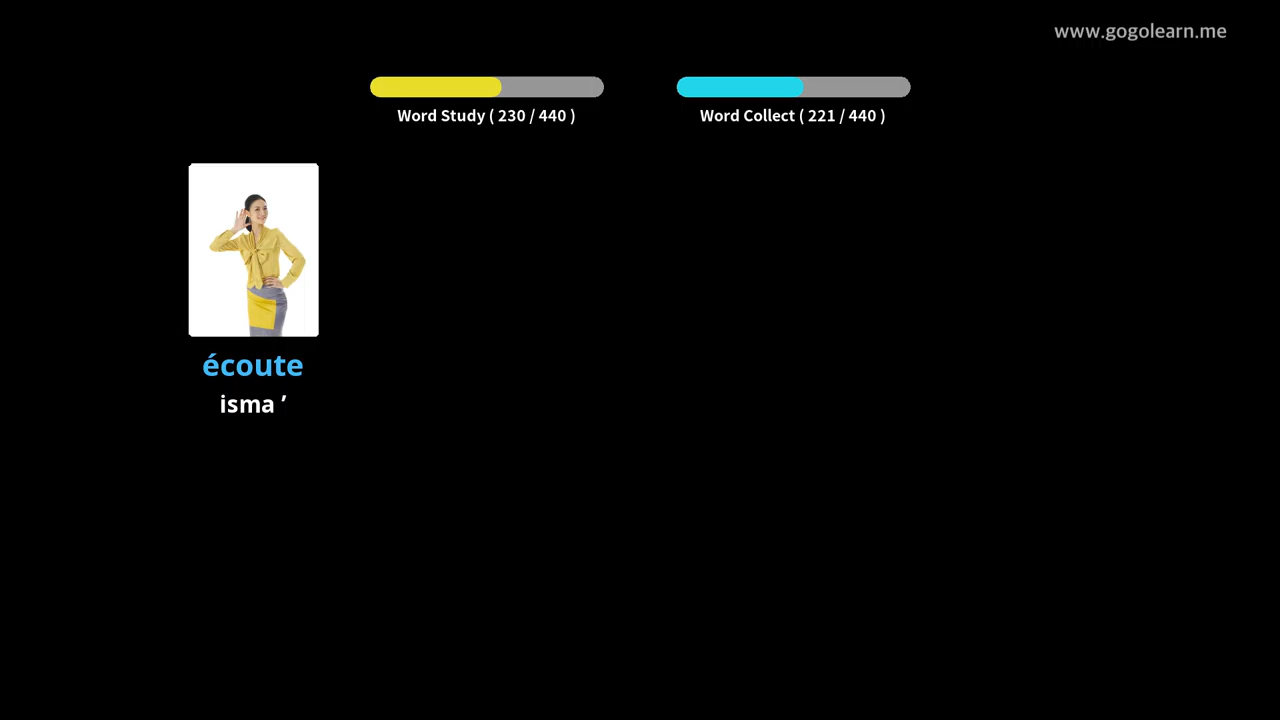 www.gogolearn.me
Word Study ( 230 / 440 )
Word Collect ( 221 / 440 )
écoute
isma ’